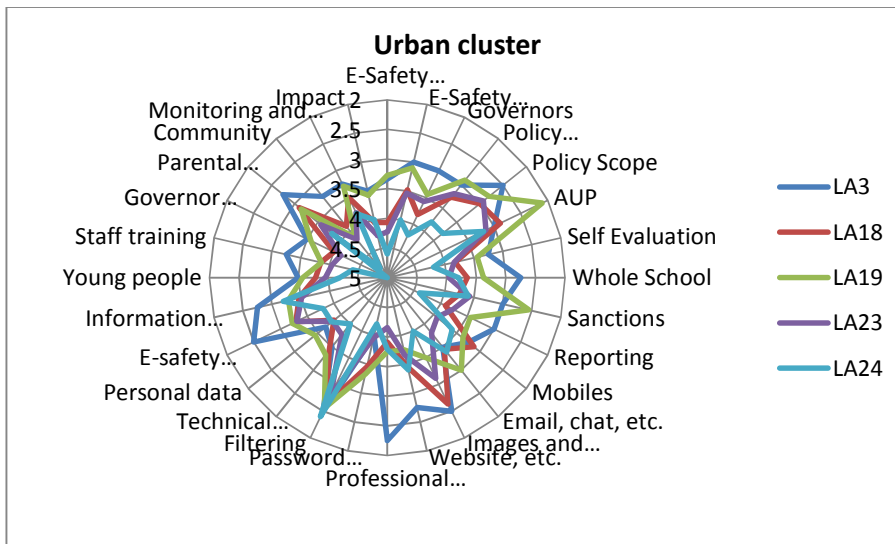 Urban cluster
E-Safety...
E-Safety...
Governors
Policy...
Policy Scope
AUP
Self Evaluation
Whole School
Sanctions
Reporting
Mobiles
Email, chat, etc.
Images and...
Website, etc.
Professional...
Password...
Filtering
Technical...
Personal data
E-safety...
Information...
Young people
Staff training
Governor...
Parental...
Community
Monitoring and...
Impact
2
2.5
3
3.5
4
4.5
5
LA3
LA18
LA19
LA23
LA24